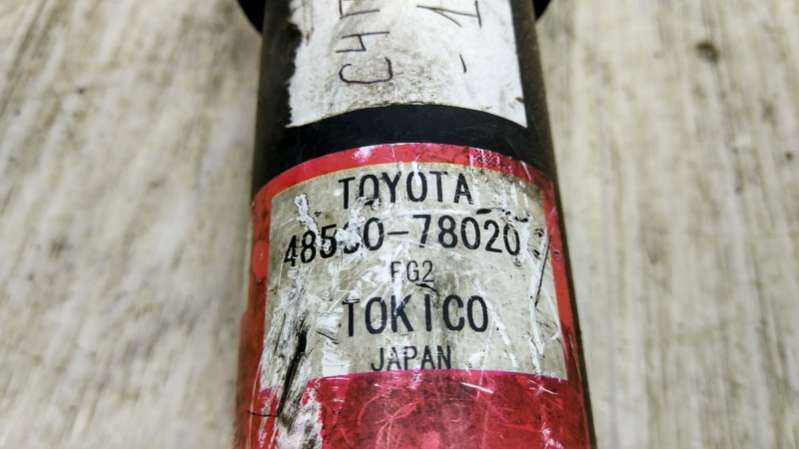 TOYOTA
48530-78020
FG2
TOKICO
JAPAN